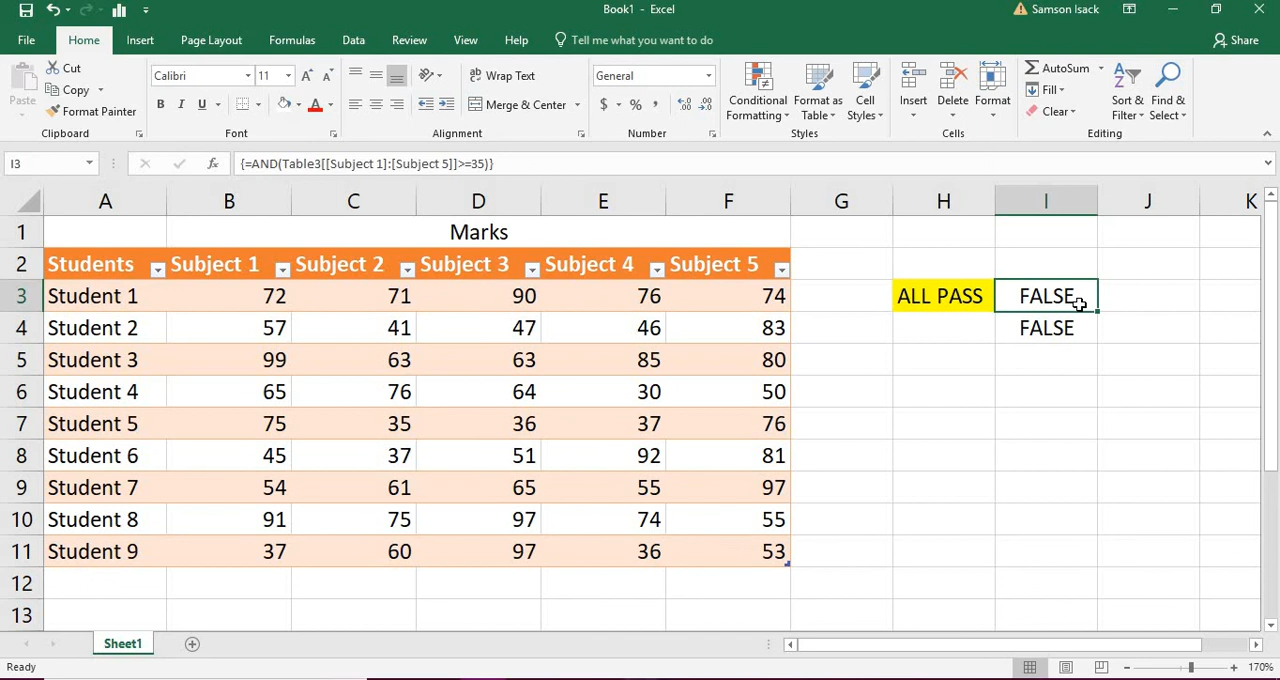 Book1 - Excel
Samson Isack
File Home Insert Page Layout Formulas Data Review View Help Tell me what you want to do Share
Paste Cut Copy Format Painter Clipboard
Calibri 11 B I U A Font
Wrap Text Merge & Center Alignment
General $ % , Number
Conditional Formatting Format as Table Cell Styles Styles
Insert Delete Format Cells
AutoSum Fill Clear Sort & Filter Find & Select Editing
I3 fx {=AND(Table3[[Subject 1]:[Subject 5]]>=35)}
A B C D E F G H I J K
1 Marks
2 Students Subject 1 Subject 2 Subject 3 Subject 4 Subject 5
3 Student 1 72 71 90 76 74 ALL PASS FALSE
4 Student 2 57 41 47 46 83 FALSE
5 Student 3 99 63 63 85 80
6 Student 4 65 76 64 30 50
7 Student 5 75 35 36 37 76
8 Student 6 45 37 51 92 81
9 Student 7 54 61 65 55 97
10 Student 8 91 75 97 74 55
11 Student 9 37 60 97 36 53
12
13
Sheet1
Ready 170%